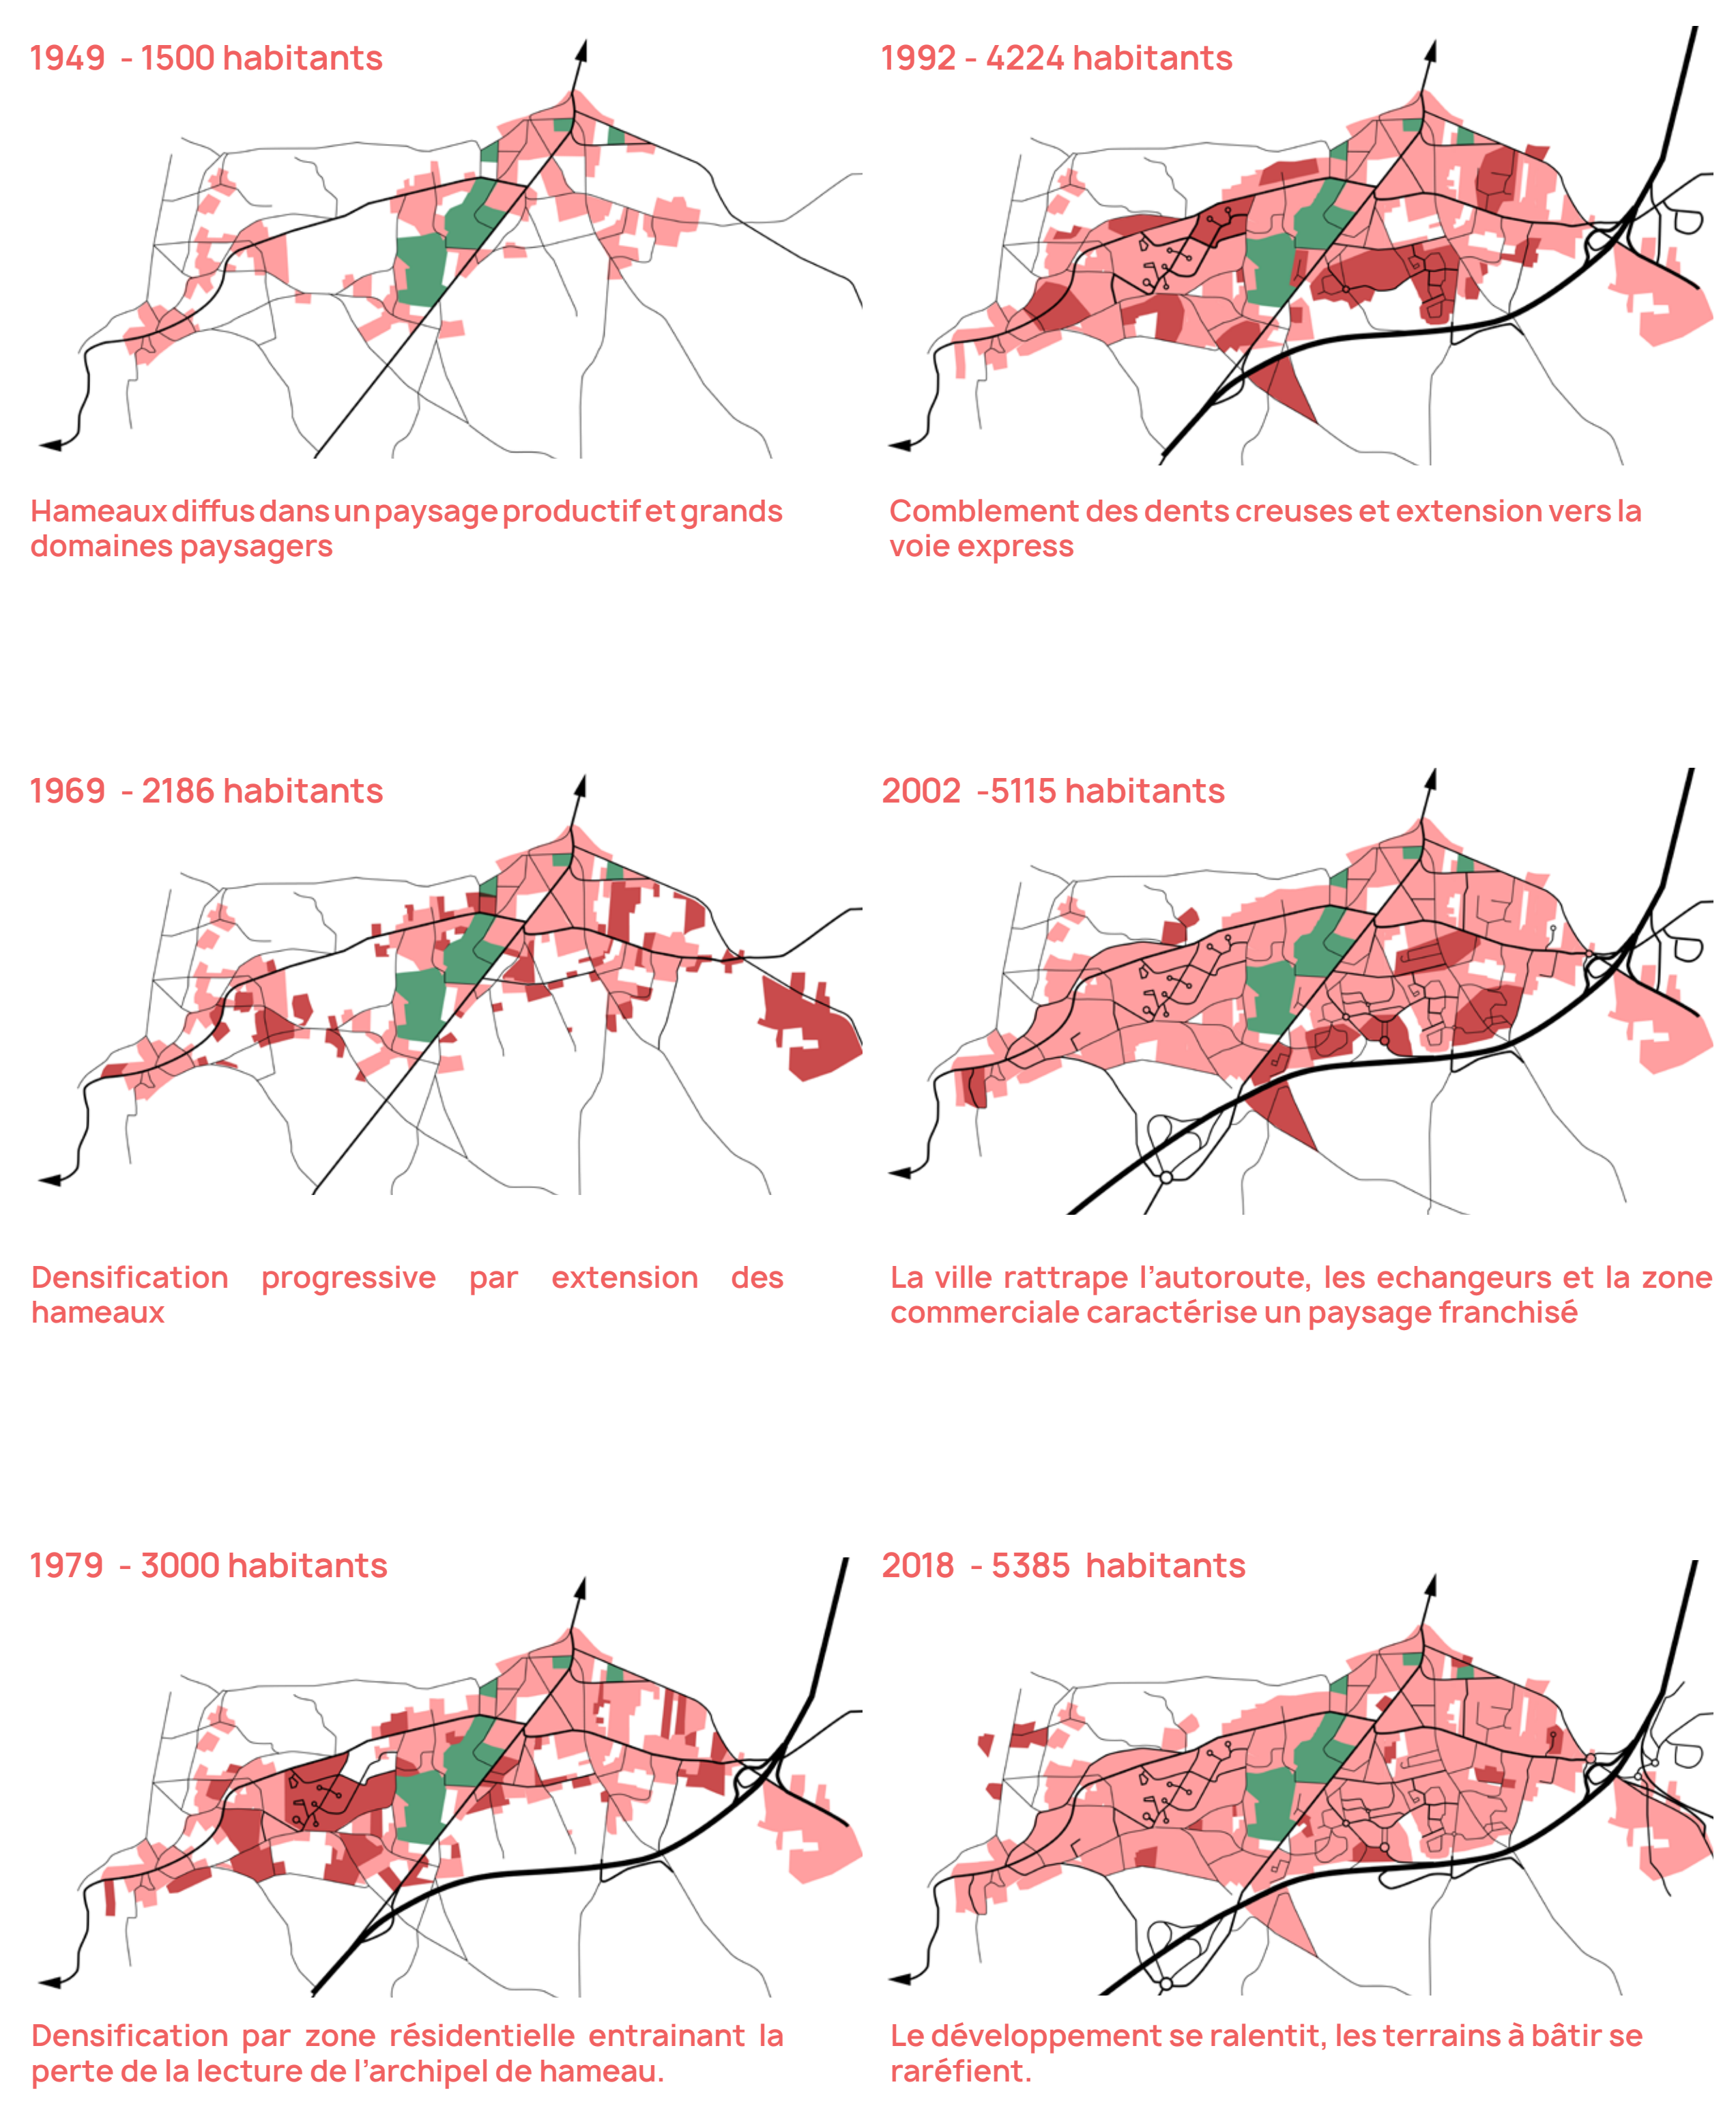 1949 - 1500 habitants
Hameaux diffus dans un paysage productif et grands
domaines paysagers
1969 - 2186 habitants
Densification progressive par extension des
hameaux
1979 - 3000 habitants
Densification par zone résidentielle entrainant la
perte de la lecture de l'archipel de hameau.
1992 - 4224 habitants
Comblement des dents creuses et extension vers la
voie express
2002 -5115 habitants
La ville rattrape l'autoroute, les echangeurs et la zone
commerciale caractérise un paysage franchisé
2018 - 5385 habitants
Le développement se ralentit, les terrains à bâtir se
raréfient.